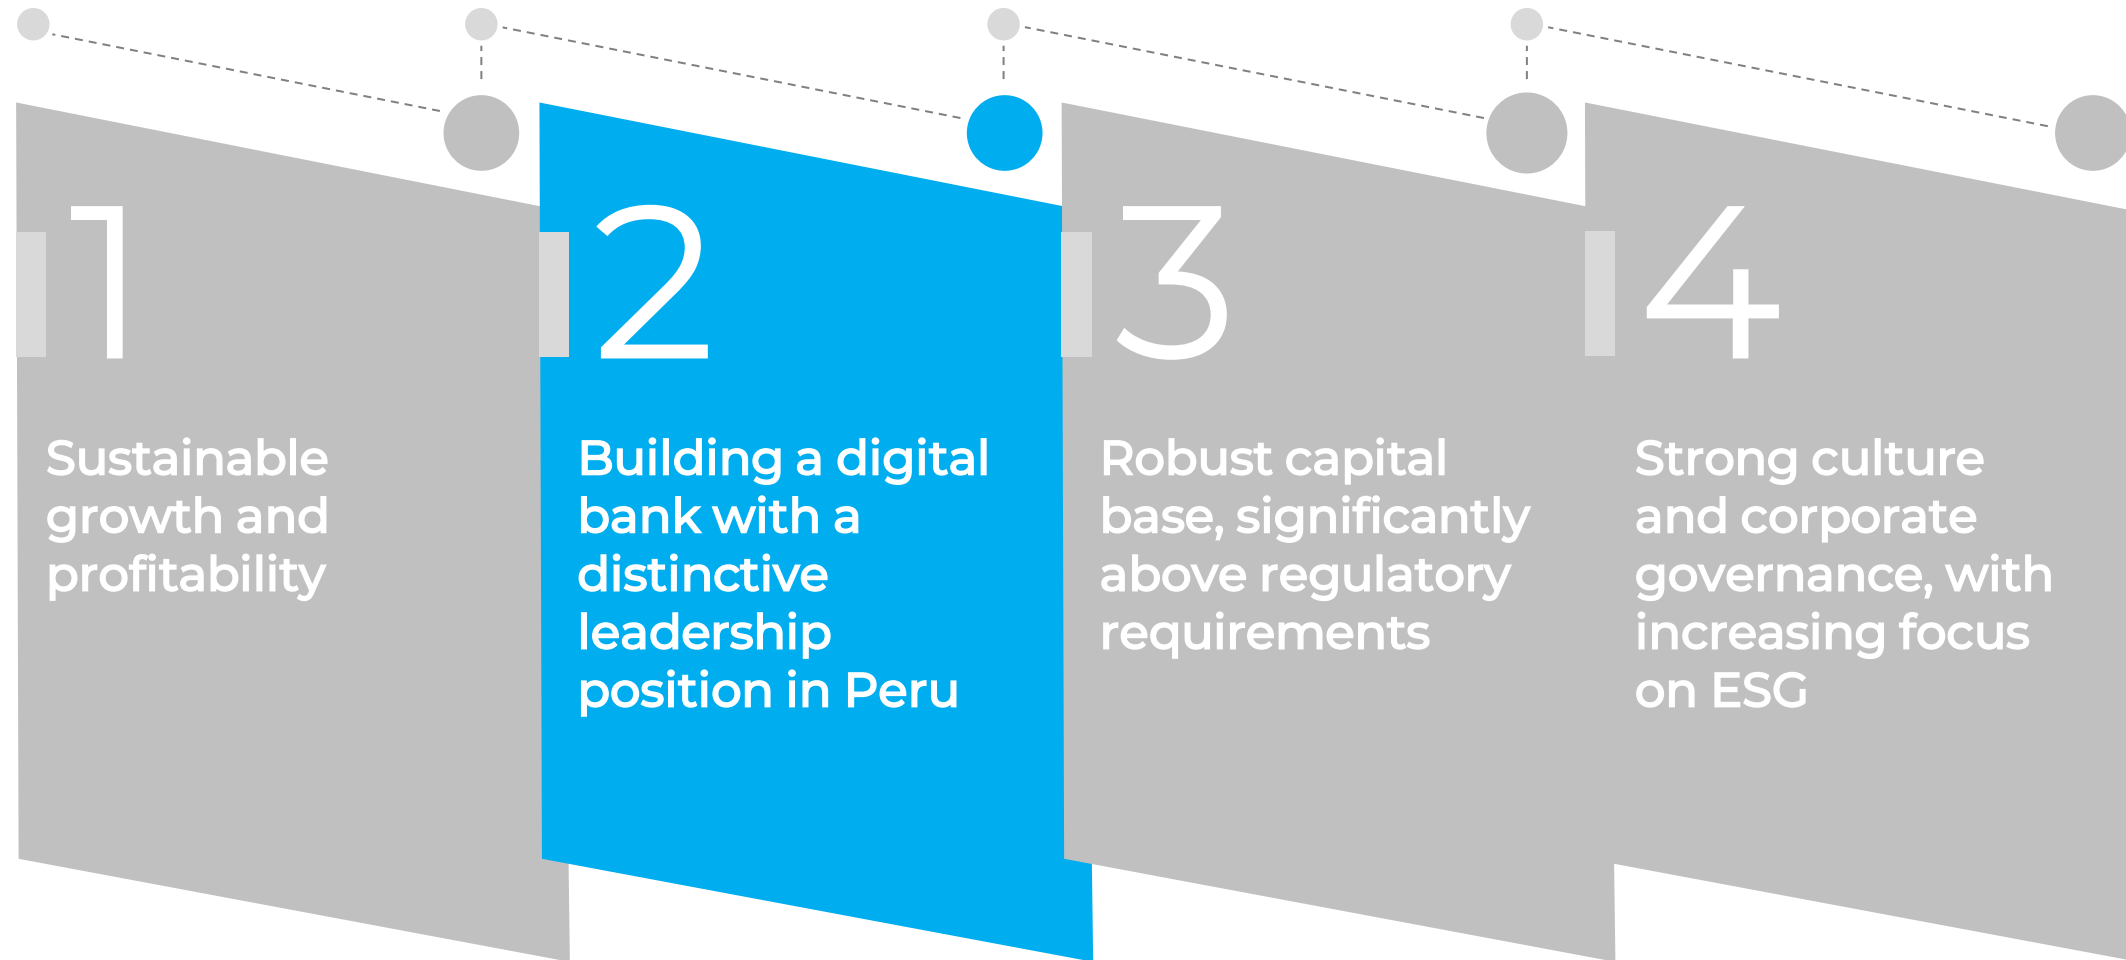 1
Sustainable
growth and
profitability
2
Building a digital
bank with a
distinctive
leadership
position in Peru
3
Robust capital
base, significantly
above regulatory
requirements
4
Strong culture
and corporate
governance, with
increasing focus
on ESG